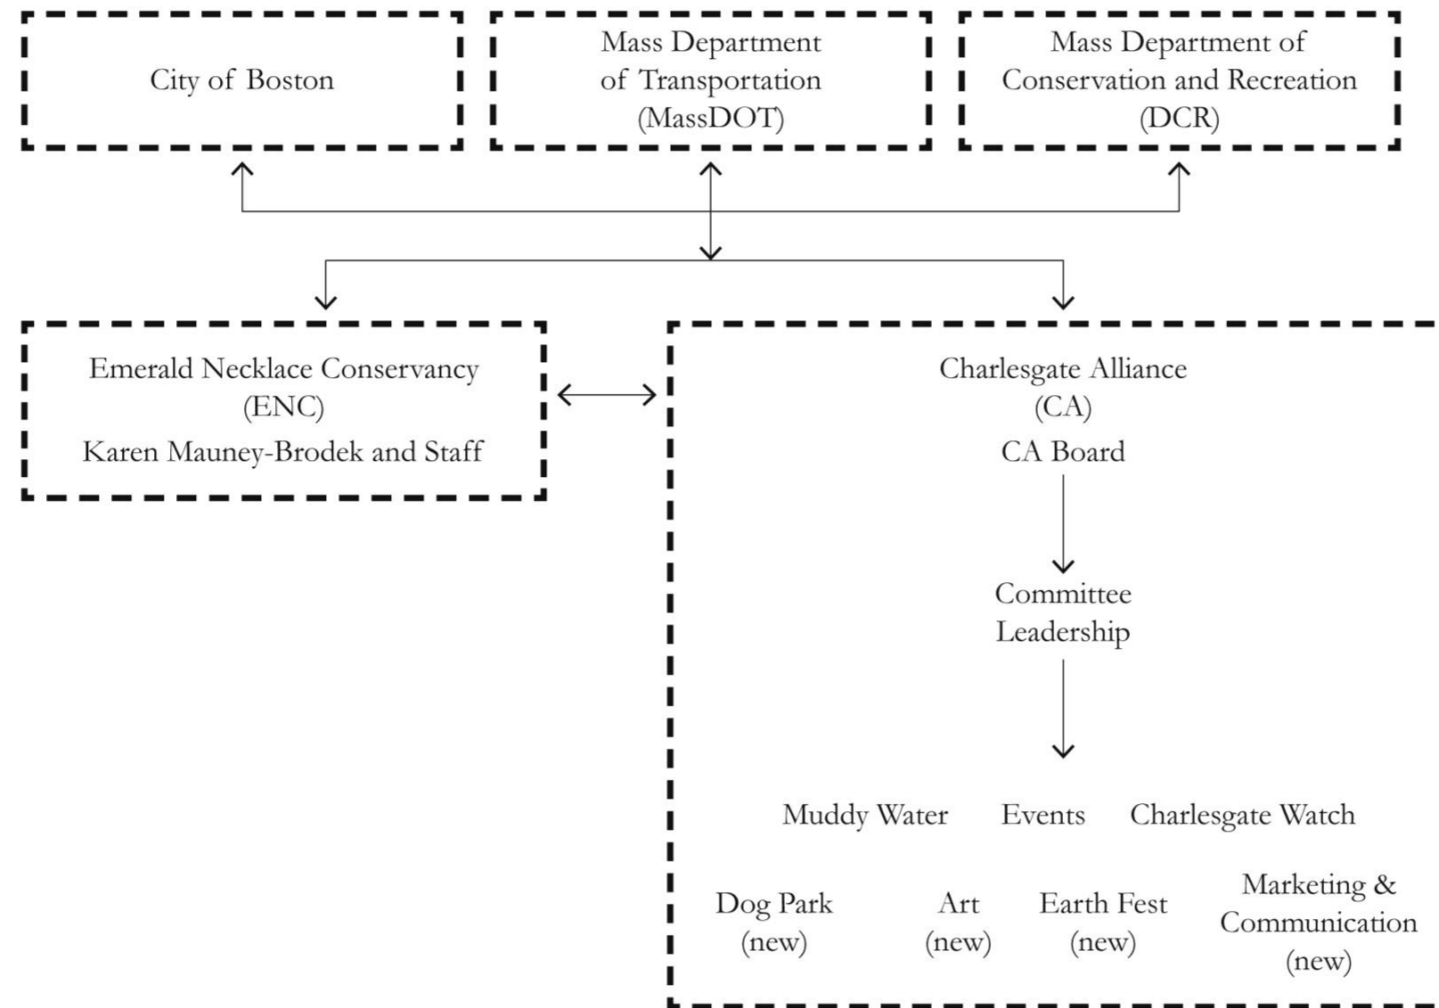 City of Boston
Mass Department
of Transportation
(MassDOT)
Mass Department of
Conservation and Recreation
(DCR)
Emerald Necklace Conservancy
(ENC)
Karen Mauney-Brodek and Staff
Charlesgate Alliance
(CA)
CA Board
Committee
Leadership
Muddy Water
Events
Charlesgate Watch
Dog Park
(new)
Art
(new)
Earth Fest
(new)
Marketing &
Communication
(new)